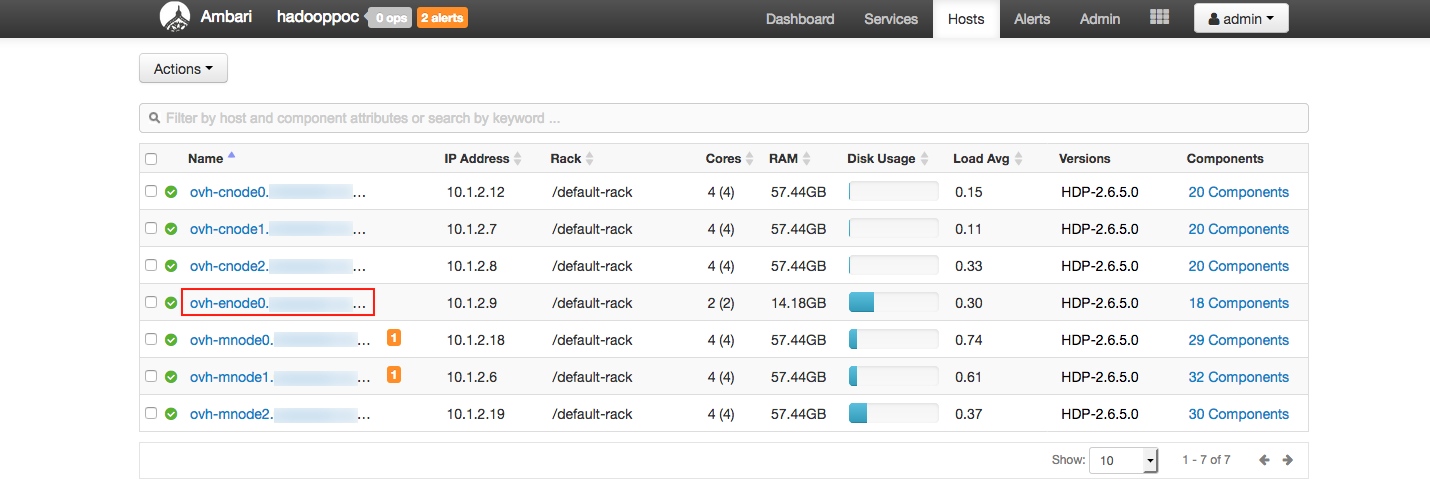 Ambari hadooppoc 0 ops 2 alerts Dashboard Services Hosts Alerts Admin admin
Actions
Filter by host and component attributes or search by keyword ...
Name IP Address Rack Cores RAM Disk Usage Load Avg Versions Components
ovh-cnode0. ... 10.1.2.12 /default-rack 4 (4) 57.44GB 0.15 HDP-2.6.5.0 20 Components
ovh-cnode1. ... 10.1.2.7 /default-rack 4 (4) 57.44GB 0.11 HDP-2.6.5.0 20 Components
ovh-cnode2. ... 10.1.2.8 /default-rack 4 (4) 57.44GB 0.33 HDP-2.6.5.0 20 Components
ovh-enode0. ... 10.1.2.9 /default-rack 2 (2) 14.18GB 0.30 HDP-2.6.5.0 18 Components
ovh-mnode0. ... 1 10.1.2.18 /default-rack 4 (4) 57.44GB 0.74 HDP-2.6.5.0 29 Components
ovh-mnode1. ... 1 10.1.2.6 /default-rack 4 (4) 57.44GB 0.61 HDP-2.6.5.0 32 Components
ovh-mnode2. ... 10.1.2.19 /default-rack 4 (4) 57.44GB 0.37 HDP-2.6.5.0 30 Components
Show: 10 1 - 7 of 7